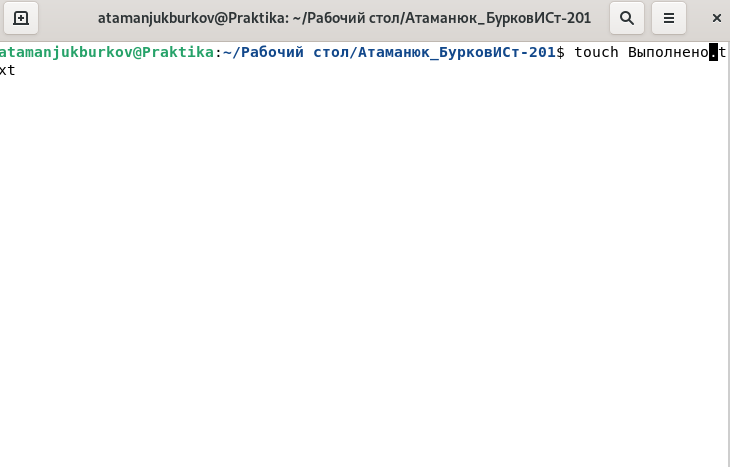 atamanjukburkov@Praktika: ~/Рабочий стол/Атаманюк_БурковИСт-201
atamanjukburkov@Praktika:~/Рабочий стол/Атаманюк_БурковИСт-201$ touch Выполнено.t
xt